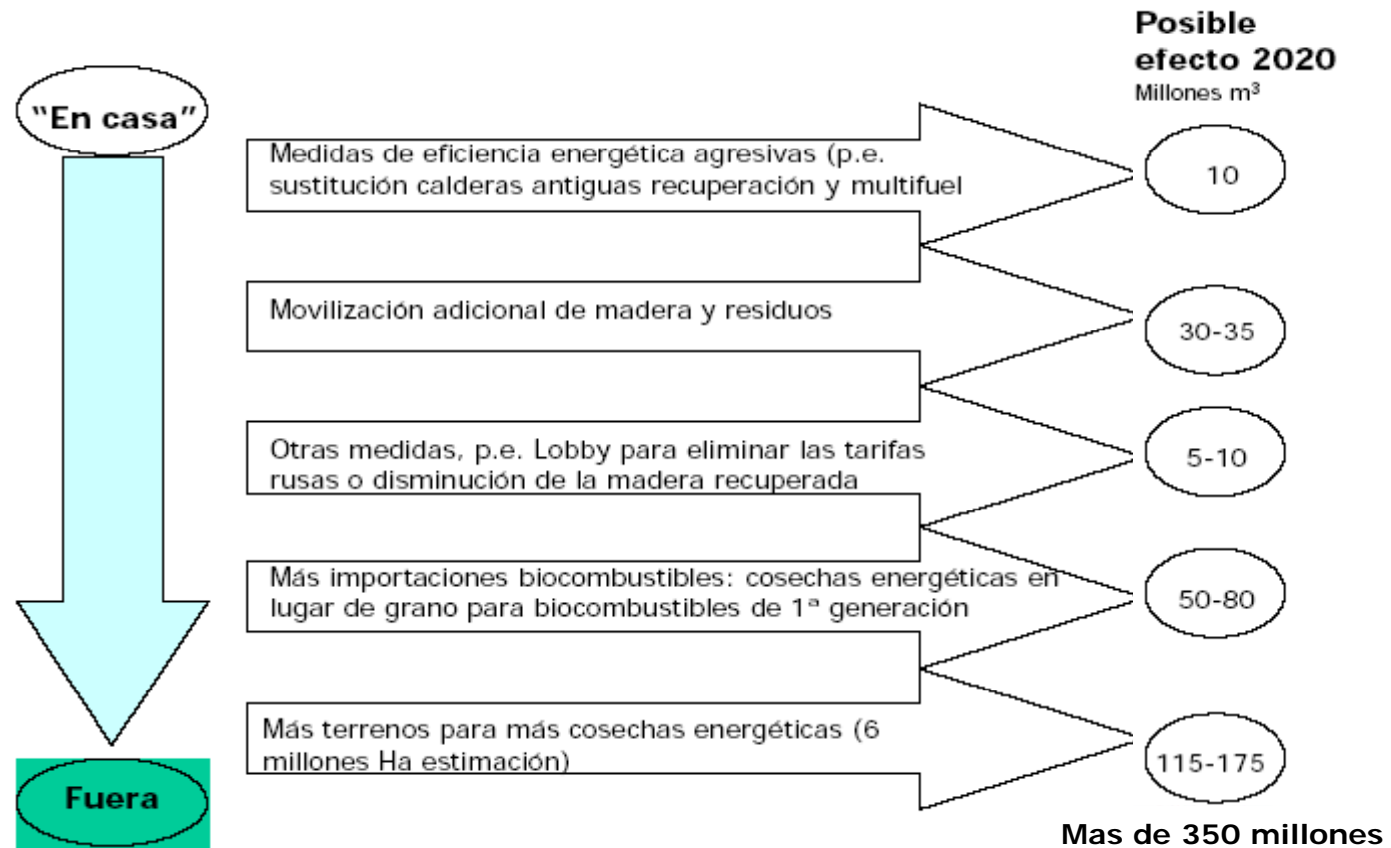 Posible
efecto 2020
Millones m³
"En casa"
Medidas de eficiencia energética agresivas (p.e.
sustitución calderas antiguas recuperación y multifuel
10
Movilización adicional de madera y residuos
30-35
Otras medidas, p.e. Lobby para eliminar las tarifas
rusas o disminución de la madera recuperada
5-10
Más importaciones biocombustibles: cosechas energéticas en
lugar de grano para biocombustibles de 1ª generación
50-80
Más terrenos para más cosechas energéticas (6
millones Ha estimación)
115-175
Fuera
Mas de 350 millones